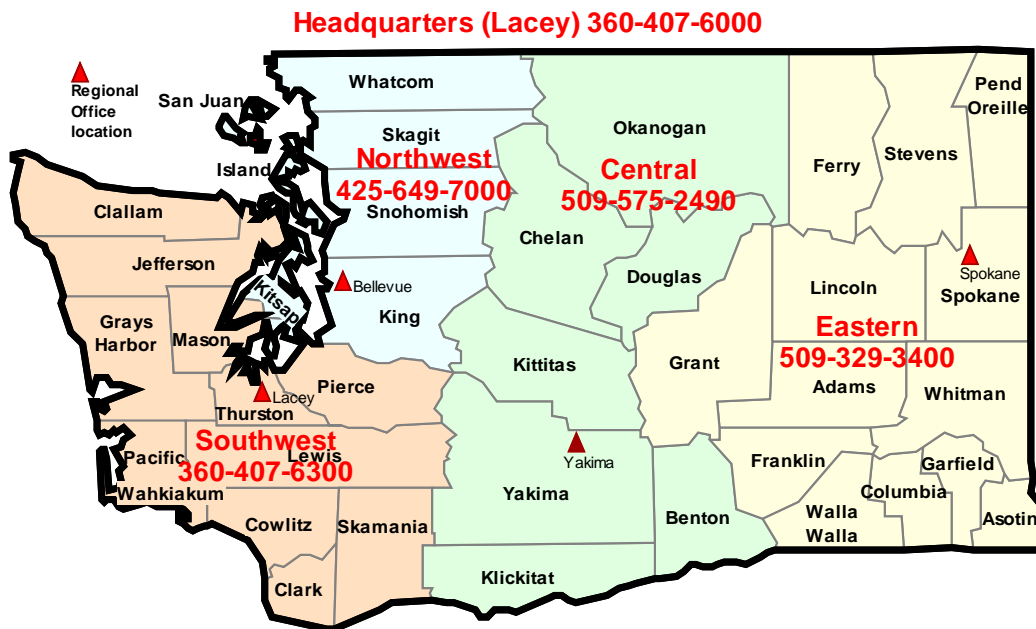 Headquarters (Lacey) 360-407-6000
Regional
Office
location
San Juan
Whatcom
Pend
Oreille
Okanogan
Skagit
Island
Northwest
425-649-7000
Central
509-575-2490
Ferry
Stevens
Clallam
Snohomish
Chelan
Jefferson
Douglas
Spokane
Spokane
Lincoln
Kitsap
Bellevue
King
Grays
Harbor
Mason
Eastern
509-329-3400
Kittitas
Grant
Pierce
Adams
Whitman
Lacey
Thurston
Southwest
360-407-6300
Lewis
Pacific
Yakima
Franklin
Garfield
Wahkiakum
Yakima
Columbia
Cowlitz
Skamania
Benton
Walla
Walla
Asotin
Klickitat
Clark